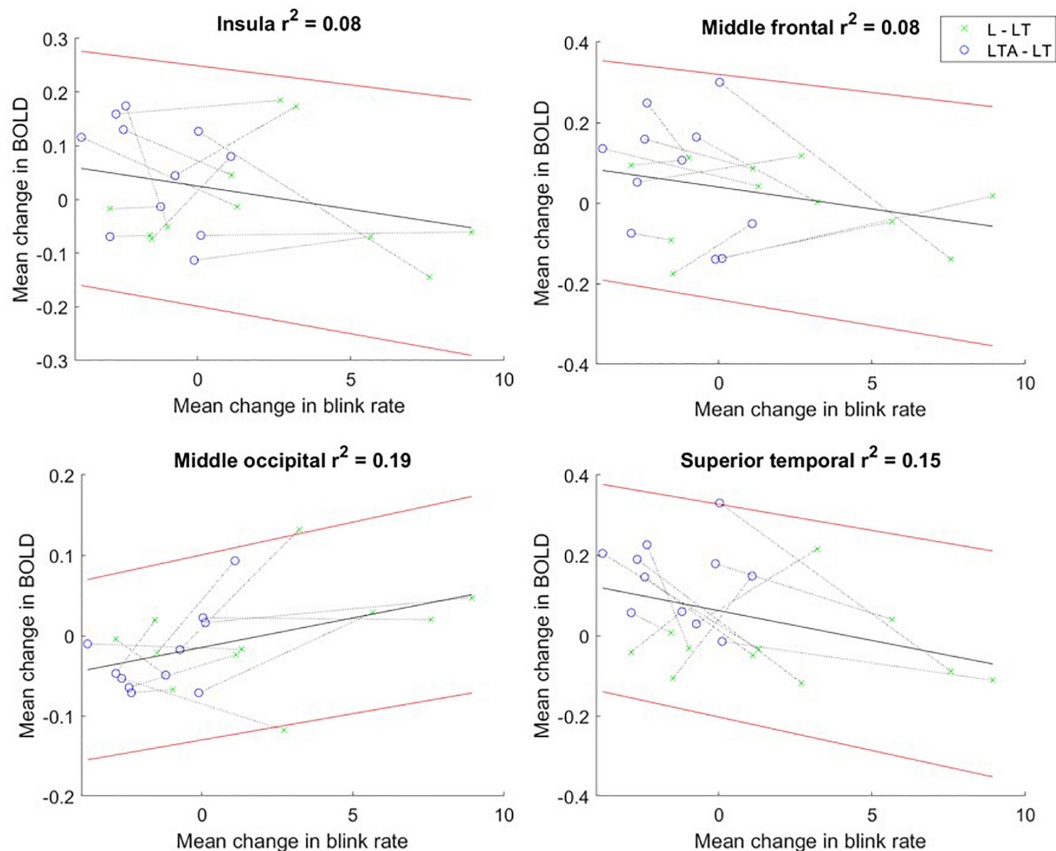 Insula r² = 0.08
0.3
0.2
0.1
0
-0.1
-0.2
-0.3
Mean change in BOLD
0 5 10
Mean change in blink rate
Middle frontal r² = 0.08
L - LT
LTA - LT
0.4
0.2
0
-0.2
-0.4
Mean change in BOLD
0 5 10
Mean change in blink rate
Middle occipital r² = 0.19
0.2
0.1
0
-0.1
-0.2
Mean change in BOLD
0 5 10
Mean change in blink rate
Superior temporal r² = 0.15
0.4
0.2
0
-0.2
-0.4
Mean change in BOLD
0 5 10
Mean change in blink rate